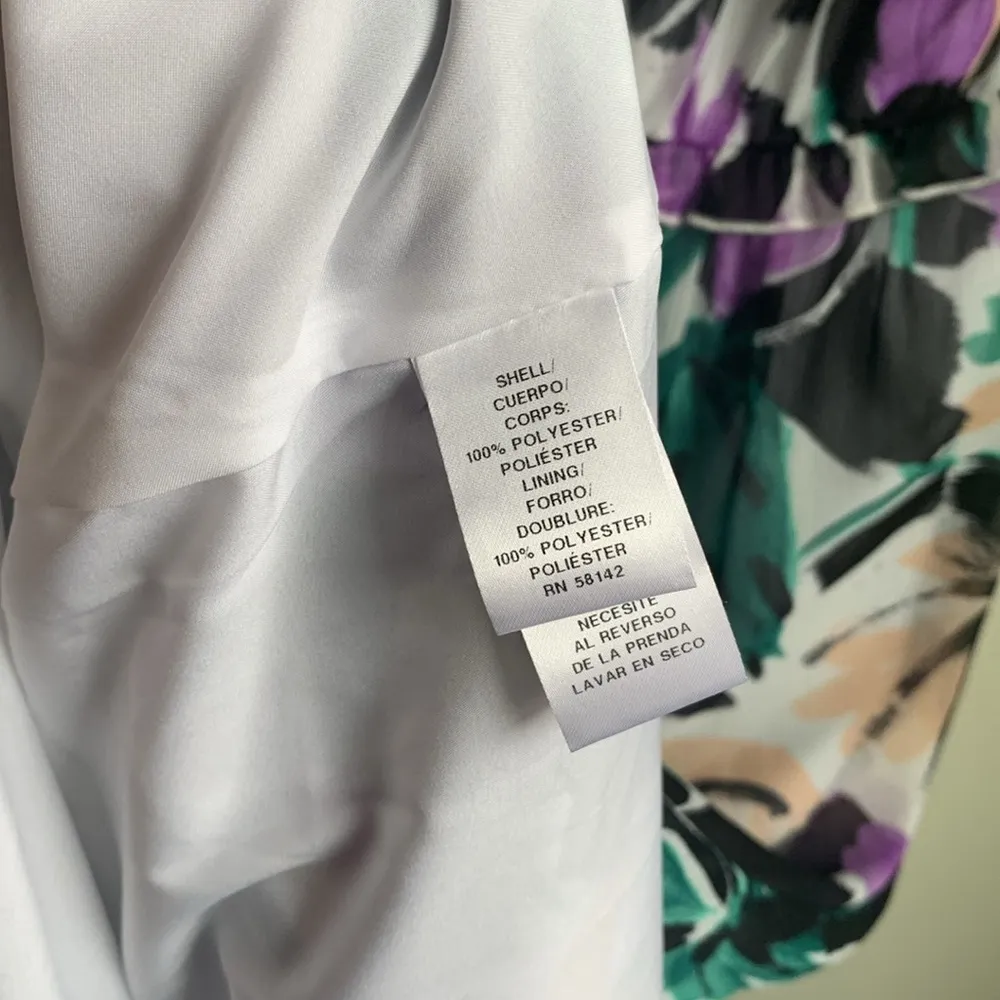 SHELL/
CUERPO/
CORPS:
100% POLYESTER/
POLIÉSTER
LINING/
FORRO/
DOUBLURE:
100% POLYESTER/
POLIÉSTER
RN 58142
NECESITE
AL REVERSO
DE LA PRENDA
LAVAR EN SECO